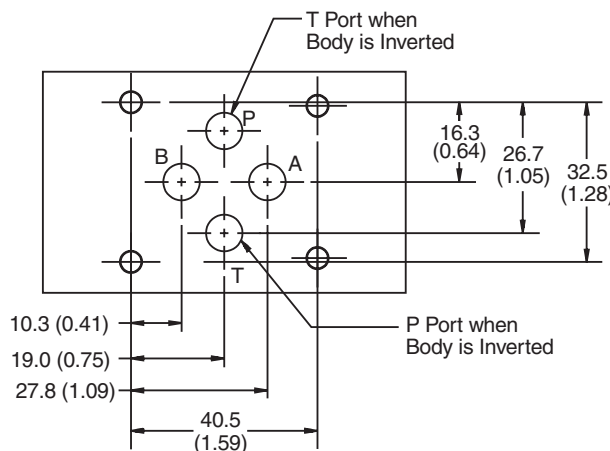 T Port when
Body is Inverted
P
B
A
T
16.3
(0.64)
26.7
(1.05)
32.5
(1.28)
10.3 (0.41)
19.0 (0.75)
27.8 (1.09)
P Port when
Body is Inverted
40.5
(1.59)